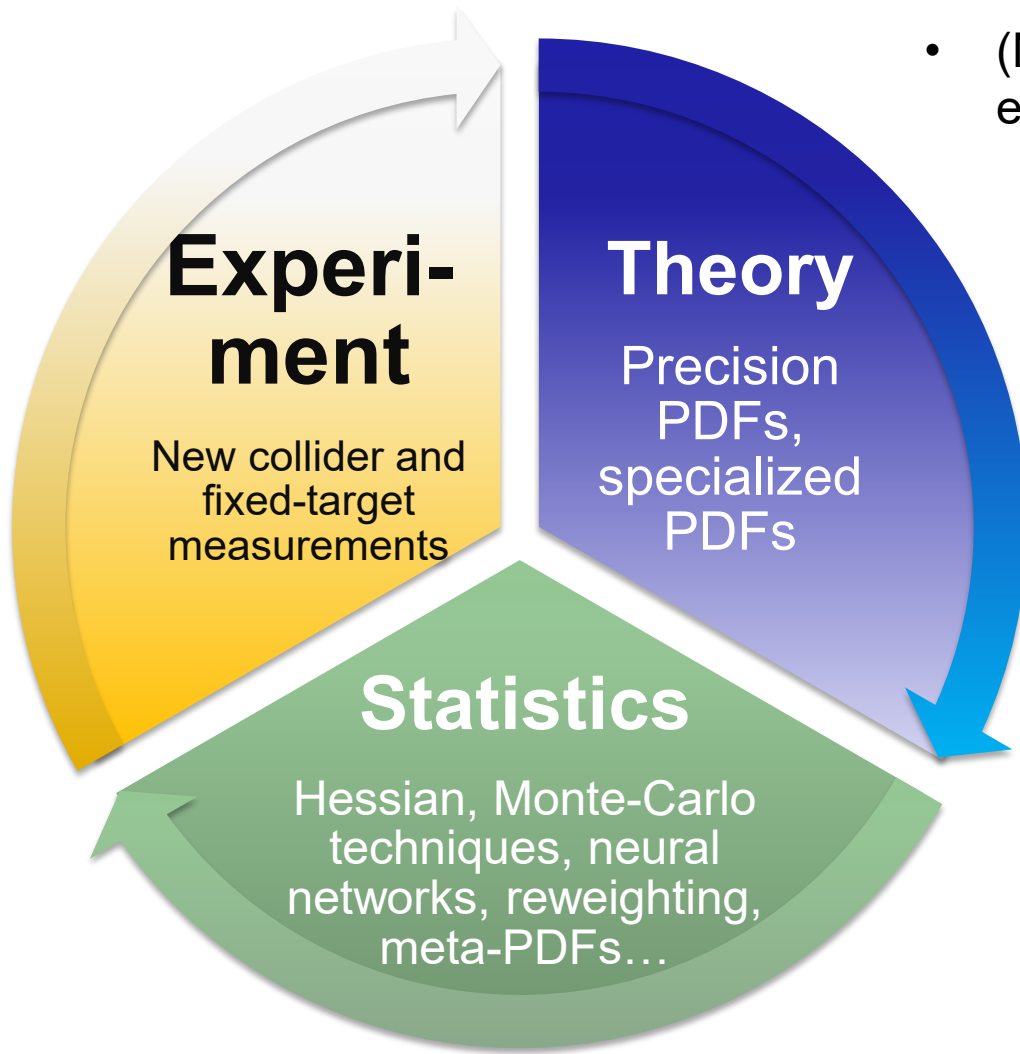 Experi-
ment
New collider and
fixed-target
measurements
Theory
Precision
PDFs,
specialized
PDFs
Statistics
Hessian, Monte-Carlo
techniques, neural
networks, reweighting,
meta-PDFs…
•